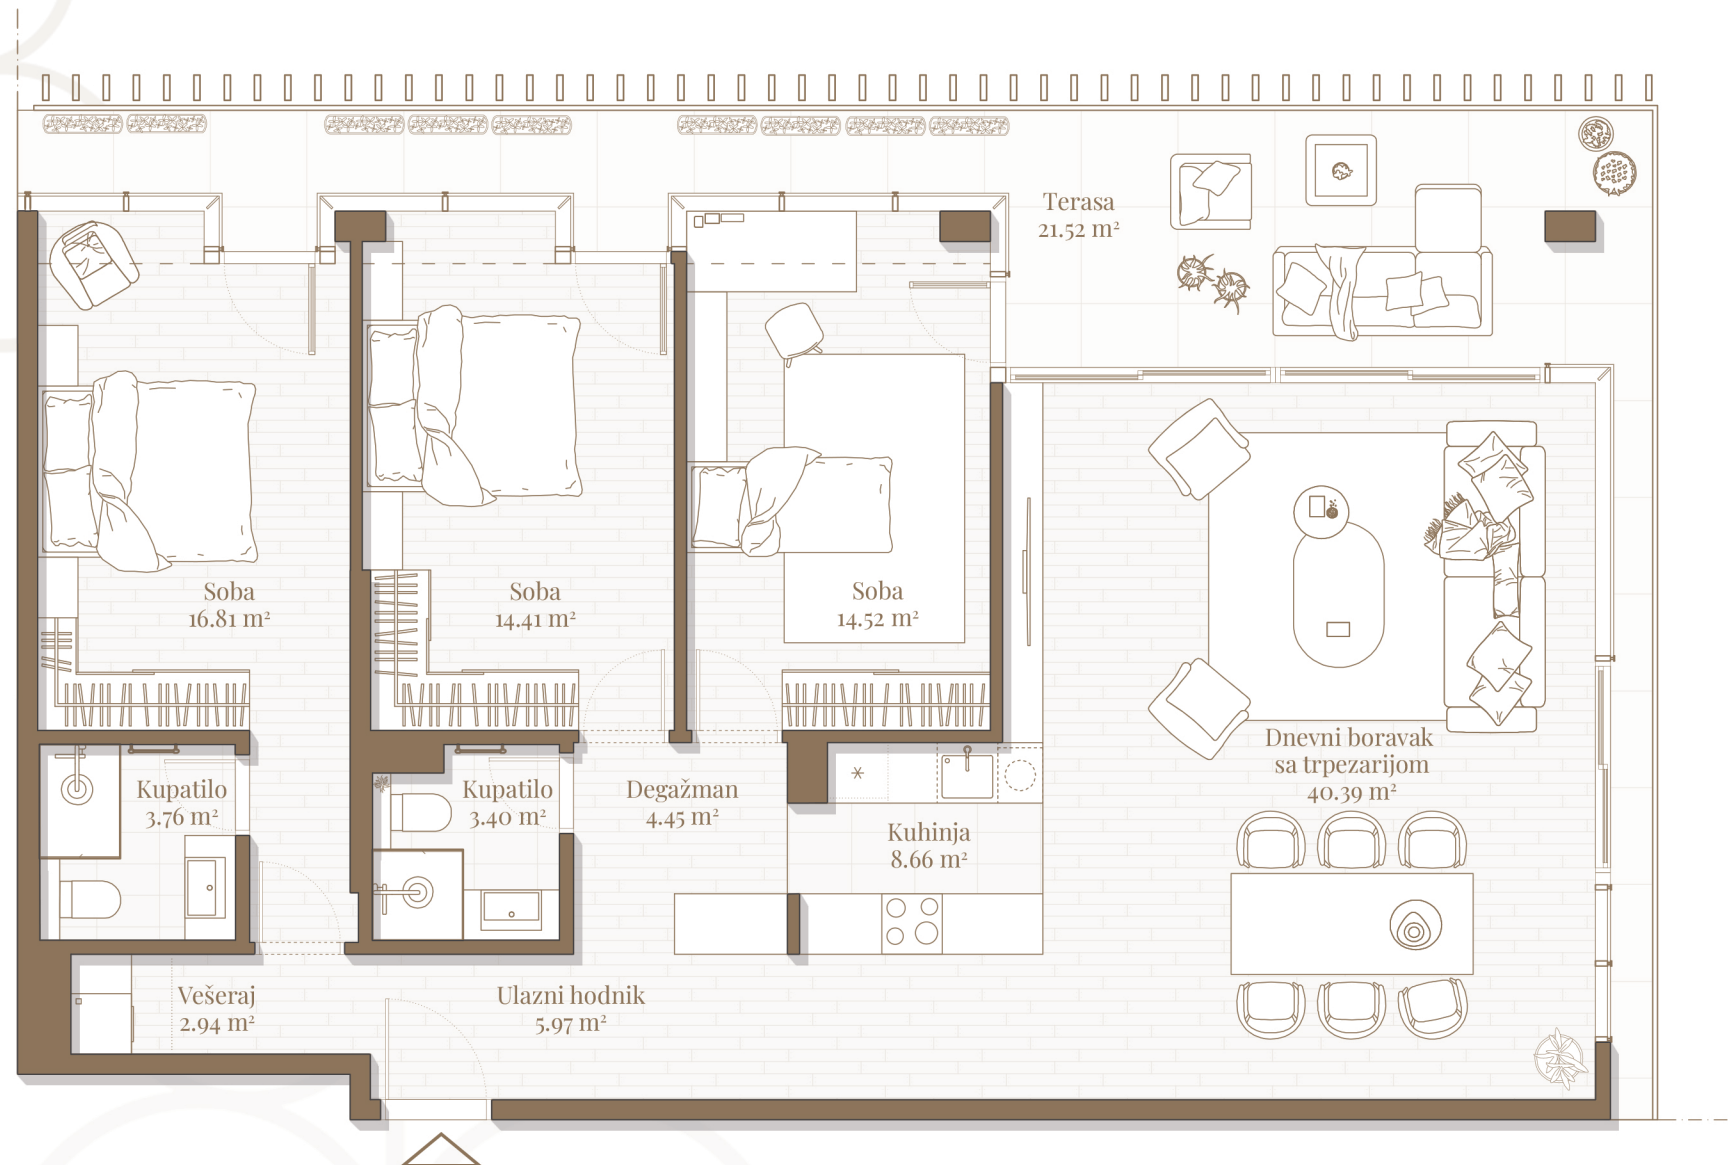 Terasa
21.52 m²
Soba
16.81 m²
Soba
14.41 m²
Soba
14.52 m²
Dnevni boravak
sa trpezarijom
40.39 m²
Kupatilo
3.76 m²
Kupatilo
3.40 m²
Degažman
4.45 m²
Kuhinja
8.66 m²
Vešeraj
2.94 m²
Ulazni hodnik
5.97 m²